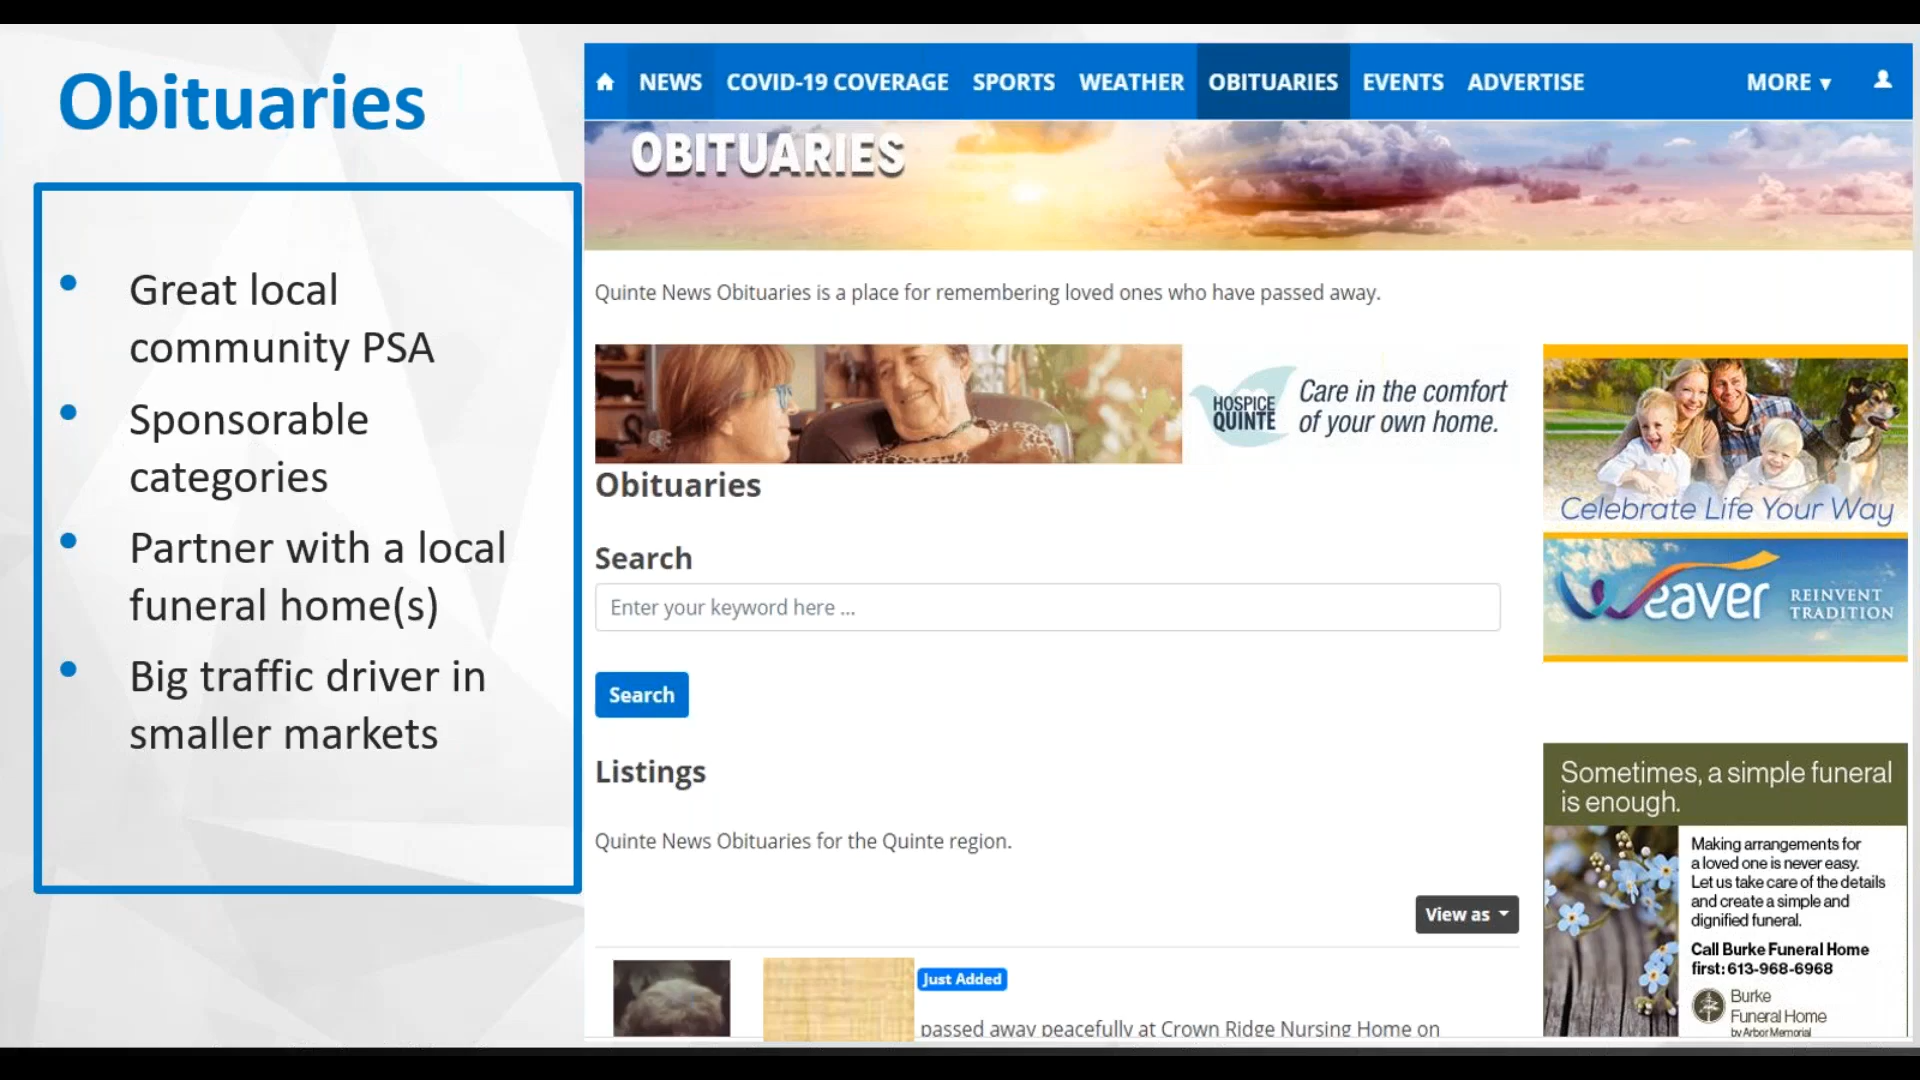 Obituaries
Great local
community PSA
Sponsorable
categories
Partner with a local
funeral home(s)
Big traffic driver in
smaller markets
NEWS COVID-19 COVERAGE SPORTS WEATHER OBITUARIES EVENTS ADVERTISE MORE ▼
OBITUARIES
Quinte News Obituaries is a place for remembering loved ones who have passed away.
HOSPICE
QUINTE
Care in the comfort
of your own home.
Obituaries
Search
Enter your keyword here ...
Search
Listings
Quinte News Obituaries for the Quinte region.
View as
Just Added
passed away peacefully at Crown Ridge Nursing Home on
Celebrate Life Your Way
Weaver
REINVENT
TRADITION
Sometimes, a simple funeral
is enough.
Making arrangements for
a loved one is never easy.
Let us take care of the details
and create a simple and
dignified funeral.
Call Burke Funeral Home
first: 613-968-6968
Burke
Funeral Home
by Arbor Memorial